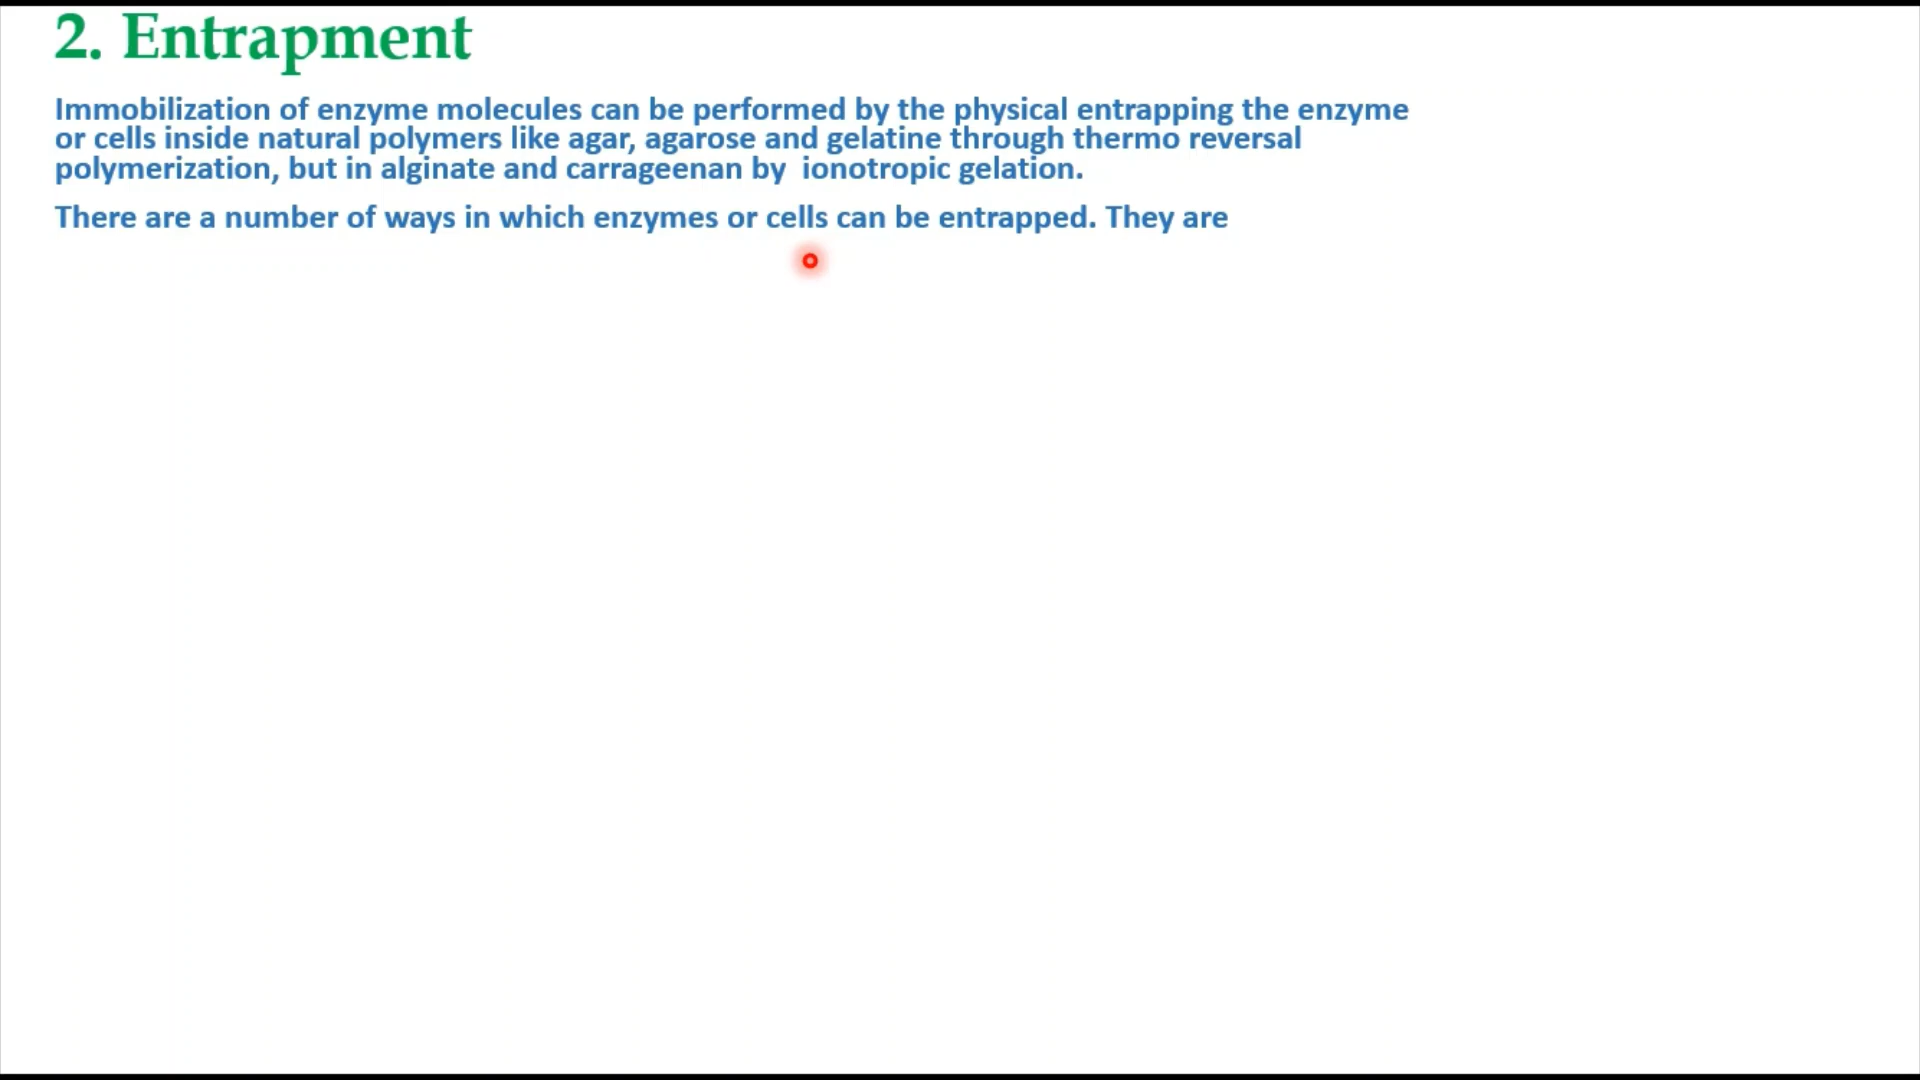 2. Entrapment
Immobilization of enzyme molecules can be performed by the physical entrapping the enzyme
or cells inside natural polymers like agar, agarose and gelatine through thermo reversal
polymerization, but in alginate and carrageenan by  ionotropic gelation.
There are a number of ways in which enzymes or cells can be entrapped. They are